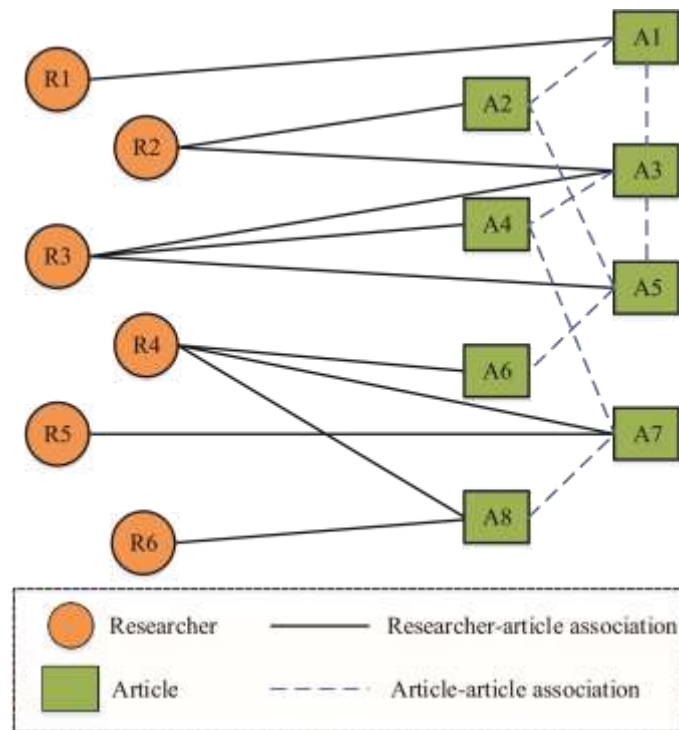 A1
R1
A2
R2
A3
A4
R3
A5
R4
A6
R5
A7
A8
R6
Researcher
Researcher-article association
Article
Article-article association